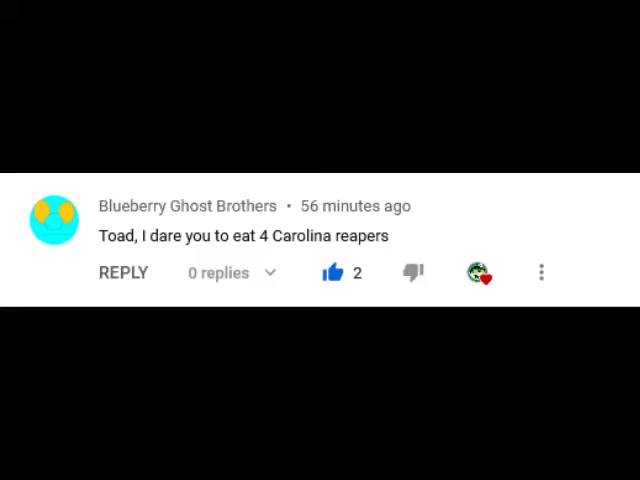 Blueberry Ghost Brothers • 56 minutes ago
Toad, I dare you to eat 4 Carolina reapers
REPLY 0 replies 2